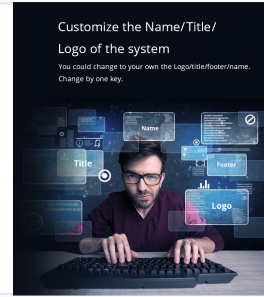 Customize the Name/Title/
Logo of the system
You could change to your own the Logo/title/footer/name.
Change by one key.
Name
Title
Footer
Logo